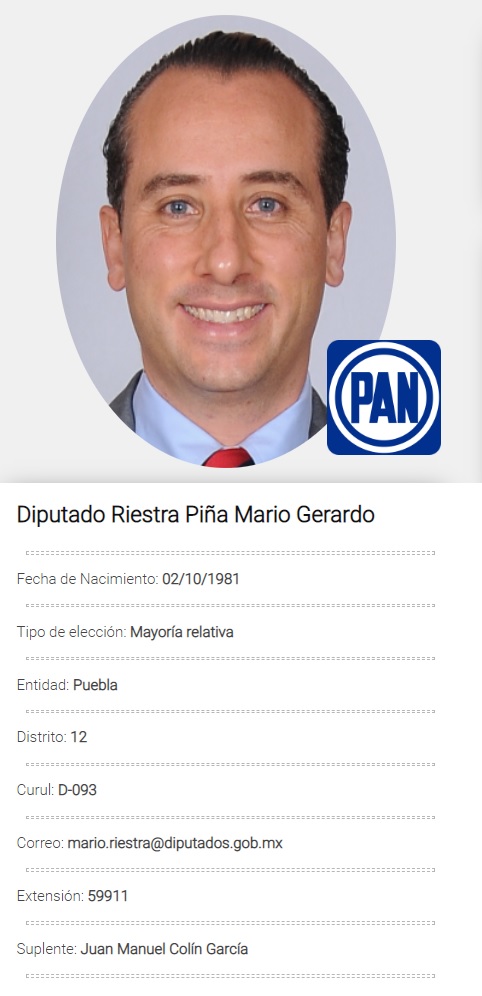 PAN
Diputado Riestra Piña Mario Gerardo
Fecha de Nacimiento: 02/10/1981
Tipo de elección: Mayoría relativa
Entidad: Puebla
Distrito: 12
Curul: D-093
Correo: mario.riestra@diputados.gob.mx
Extensión: 59911
Suplente: Juan Manuel Colín García